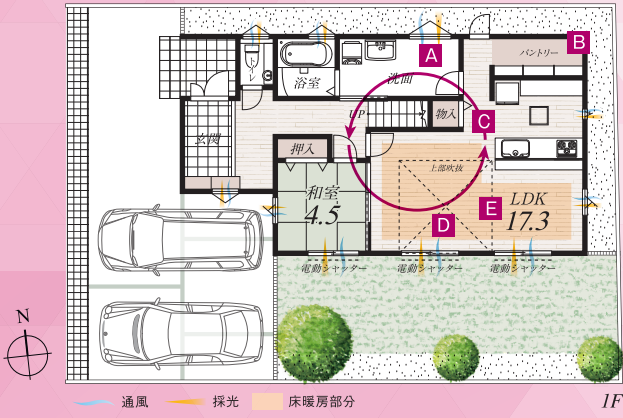 B
パントリー
A
トイレ
浴室
洗面
UP
物入
C
玄関
押入
上部吹抜
和室
4.5
E
LDK
17.3
D
電動シャッター
電動シャッター
電動シャッター
N
通風
採光
床暖房部分
1F